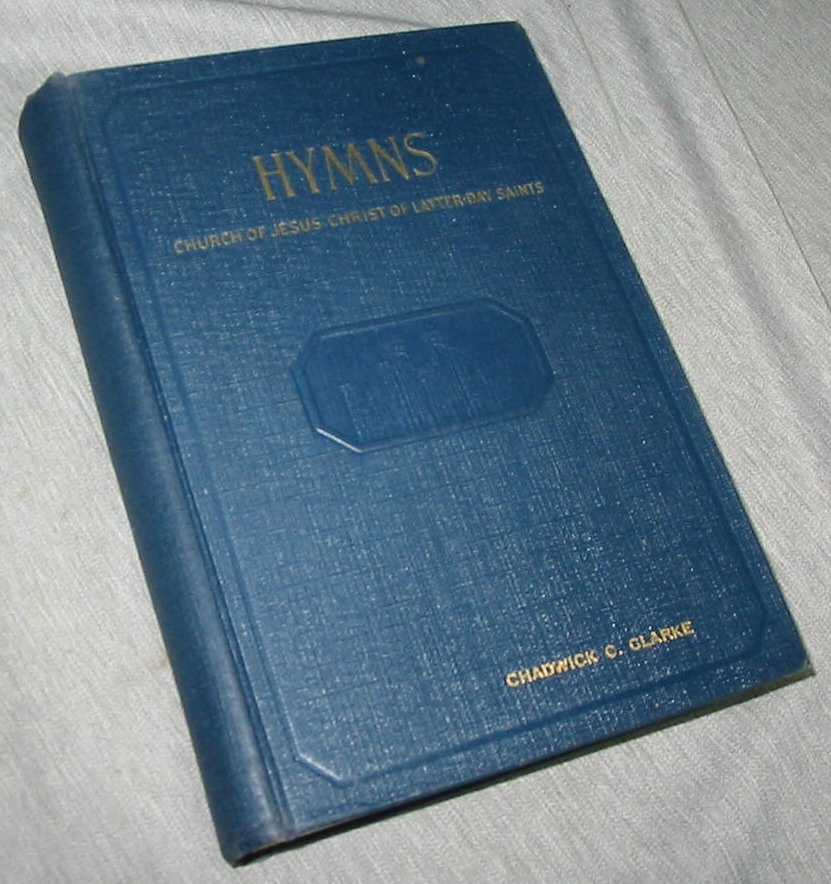 HYMNS
CHURCH OF JESUS CHRIST OF LATTER-DAY SAINTS
CHADWICK C. CLARKE